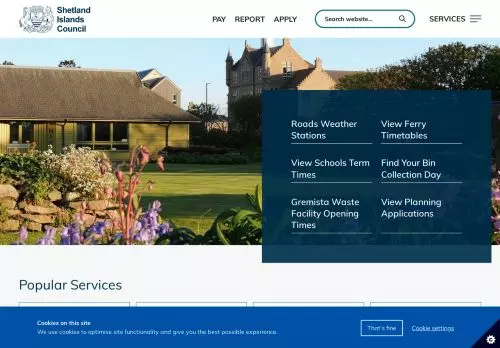 Shetland
Islands
Council
PAY REPORT APPLY
Search website...
SERVICES
Roads Weather
Stations
View Ferry
Timetables
View Schools Term
Times
Find Your Bin
Collection Day
Gremista Waste
Facility Opening
Times
View Planning
Applications
Popular Services
Cookies on this site
We use cookies to optimise site functionality and give you the best possible experience.
That's fine
Cookie settings